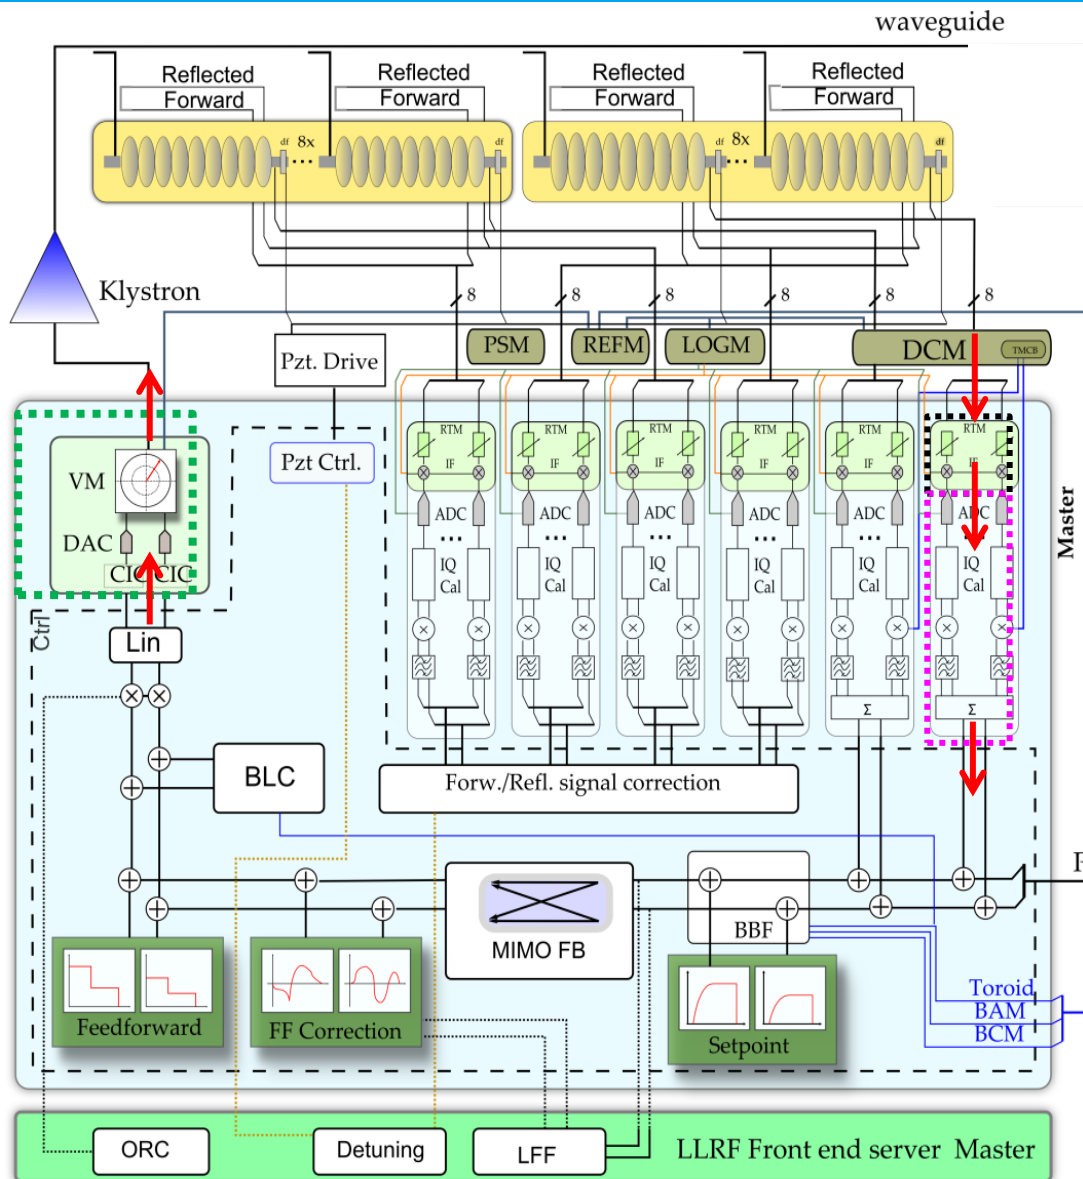 waveguide
Reflected
Forward
Reflected
Forward
Reflected
Forward
Reflected
Forward
df
8x
df
df
8x
df
Klystron
8
8
8
8
8
8
Pzt. Drive
PSM
REFM
LOGM
DCM
TMCB
Pzt Ctrl.
RTM
IF
RTM
IF
RTM
IF
RTM
IF
RTM
IF
RTM
IF
Master
VM
DAC
CIC
CIC
ADC
...
IQ
Cal
ADC
...
IQ
Cal
ADC
...
IQ
Cal
ADC
...
IQ
Cal
ADC
...
IQ
Cal
ADC
...
IQ
Cal
Ctrl
Lin
Σ
Σ
BLC
Forw./Refl. signal correction
MIMO FB
BBF
F
Feedforward
FF Correction
Setpoint
Toroid
BAM
BCM
ORC
Detuning
LFF
LLRF Front end server Master